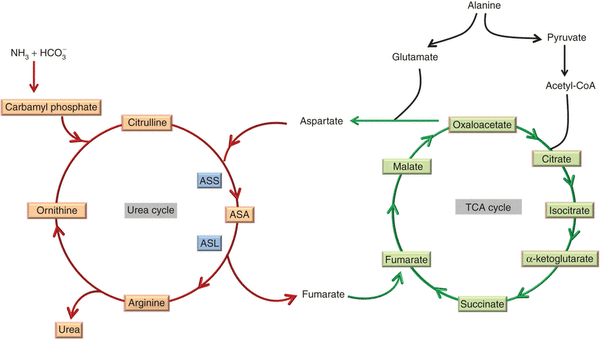 Alanine
NH₃ + HCO₃⁻
Glutamate
Pyruvate
Acetyl-CoA
Carbamyl phosphate
Citrulline
Aspartate
Oxaloacetate
Citrate
Malate
ASS
Ornithine
Urea cycle
ASA
TCA cycle
Isocitrate
ASL
Fumarate
α-ketoglutarate
Arginine
Fumarate
Succinate
Urea